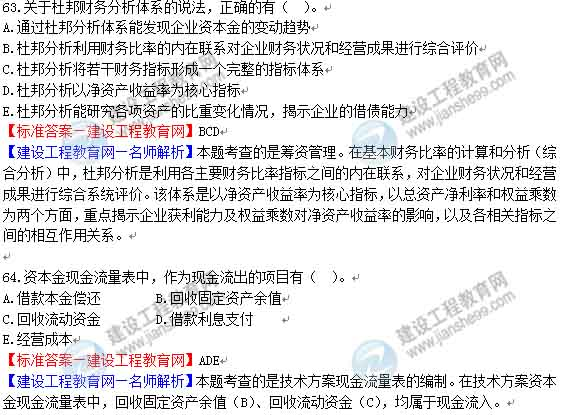 63.关于杜邦财务分析体系的说法，正确的有（  ）。
A.通过杜邦分析体系能发现企业资本金的变动趋势
B.杜邦分析利用财务比率的内在联系对企业财务状况和经营成果进行综合评价
C.杜邦分析将若干财务指标形成一个完整的指标体系
D.杜邦分析以净资产收益率为核心指标
E.杜邦分析能研究各项资产的比重变化情况，揭示企业的借债能力
【标准答案—建设工程教育网】BCD
【建设工程教育网—名师解析】本题考查的是筹资管理。在基本财务比率的计算和分析（综
合分析）中，杜邦分析是利用各主要财务比率指标之间的内在联系，对企业财务状况和经营
成果进行综合系统评价。该体系是以净资产收益率为核心指标，以总资产净利率和权益乘数
为两个方面，重点揭示企业获利能力及权益乘数对净资产收益率的影响，以及各相关指标之
间的相互作用关系。
64.资本金现金流量表中，作为现金流出的项目有（  ）。
A.借款本金偿还 B.回收固定资产余值
C.回收流动资金 D.借款利息支付
E.经营成本
【标准答案—建设工程教育网】ADE
【建设工程教育网—名师解析】本题考查的是技术方案现金流量表的编制。在技术方案资本
金现金流量表中，回收固定资产余值（B）、回收流动资金（C），均属于现金流入。
建设工程教育网
www.jianshe99.com
建设工程教育网
www.jianshe99.com
建设工程教育网
www.jianshe99.com
建设工程教育网
www.jianshe99.com